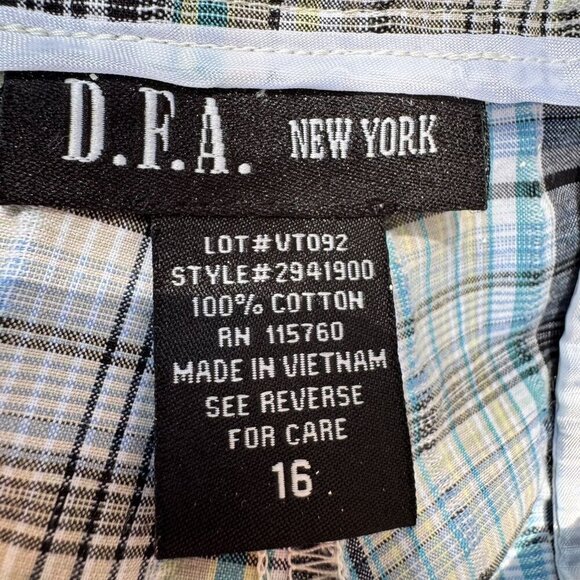 D.F.A. NEW YORK
LOT# VT092
STYLE# 2941900
100% COTTON
RN 115760
MADE IN VIETNAM
SEE REVERSE
FOR CARE
16